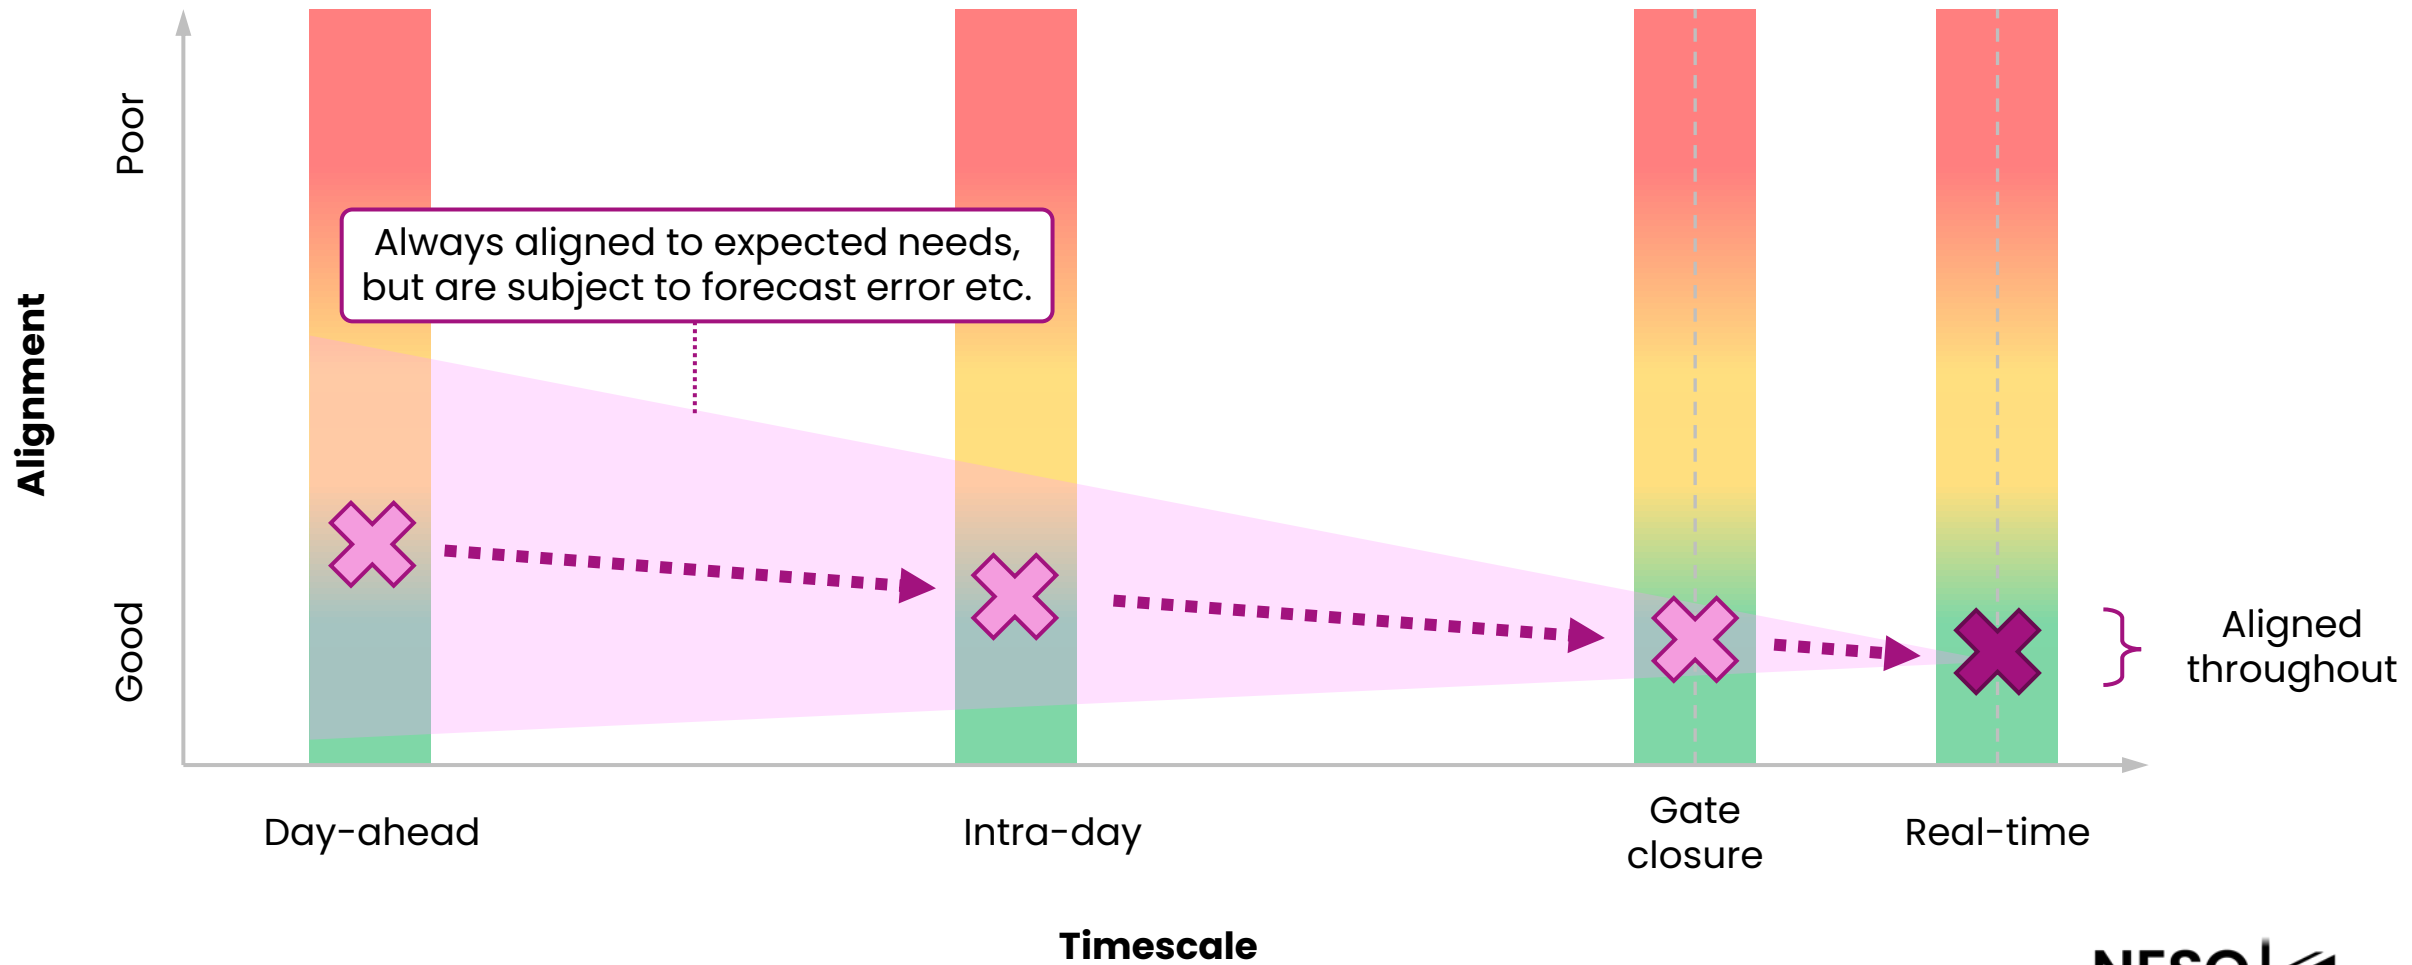 Poor
Always aligned to expected needs,
but are subject to forecast error etc.
Alignment
Good
Aligned
throughout
Day-ahead
Intra-day
Gate
closure
Real-time
Timescale
NESO